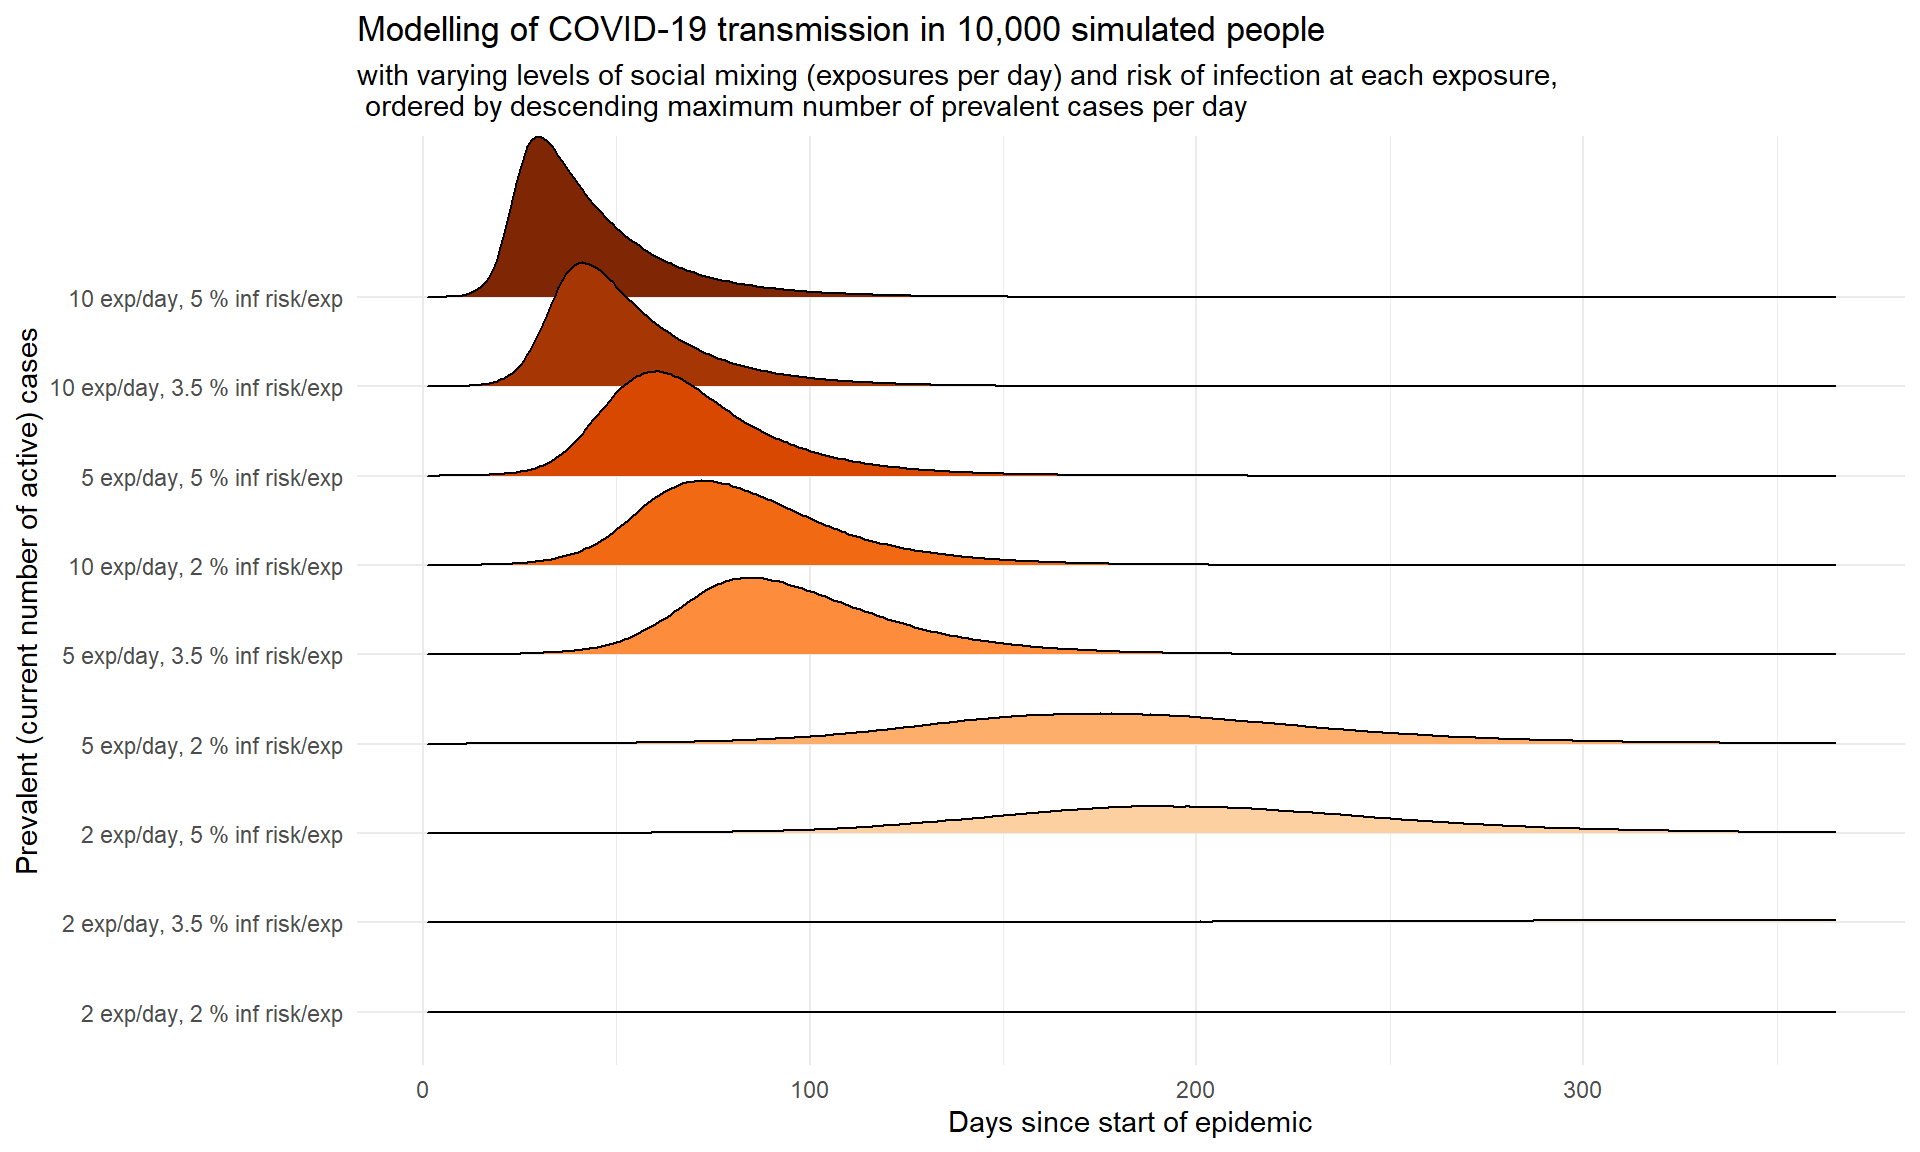 Modelling of COVID-19 transmission in 10,000 simulated people
with varying levels of social mixing (exposures per day) and risk of infection at each exposure,
ordered by descending maximum number of prevalent cases per day
Prevalent (current number of active) cases
10 exp/day, 5 % inf risk/exp
10 exp/day, 3.5 % inf risk/exp
5 exp/day, 5 % inf risk/exp
10 exp/day, 2 % inf risk/exp
5 exp/day, 3.5 % inf risk/exp
5 exp/day, 2 % inf risk/exp
2 exp/day, 5 % inf risk/exp
2 exp/day, 3.5 % inf risk/exp
2 exp/day, 2 % inf risk/exp
0 100 200 300
Days since start of epidemic